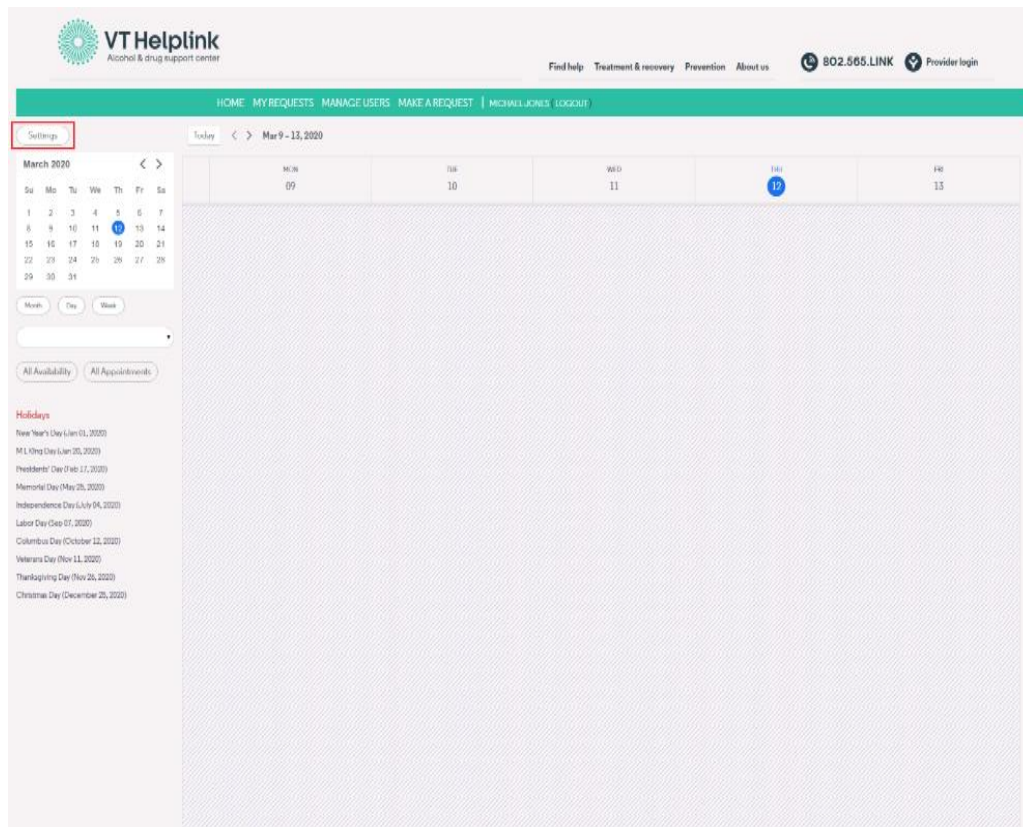 VT Helplink
Alcohol & drug support center
Find help Treatment & recovery Prevention About us 802.565.LINK Provider login
HOME MY REQUESTS MANAGE USERS MAKE A REQUEST | MICHAEL JONES (LOGOUT)
Settings
Today < > Mar 9 – 13, 2020
March 2020 < >
Su Mo Tu We Th Fr Sa
1 2 3 4 5 6 7
8 9 10 11 12 13 14
15 16 17 18 19 20 21
22 23 24 25 26 27 28
29 30 31
MON TUE WED THU FRI
09 10 11 12 13
Month Day Week
All Availability All Appointments
Holidays
New Year's Day (Jan 01, 2020)
M L King Day (Jan 20, 2020)
Presidents' Day (Feb 17, 2020)
Memorial Day (May 25, 2020)
Independence Day (July 04, 2020)
Labor Day (Sep 07, 2020)
Columbus Day (October 12, 2020)
Veterans Day (Nov 11, 2020)
Thanksgiving Day (Nov 26, 2020)
Christmas Day (December 25, 2020)